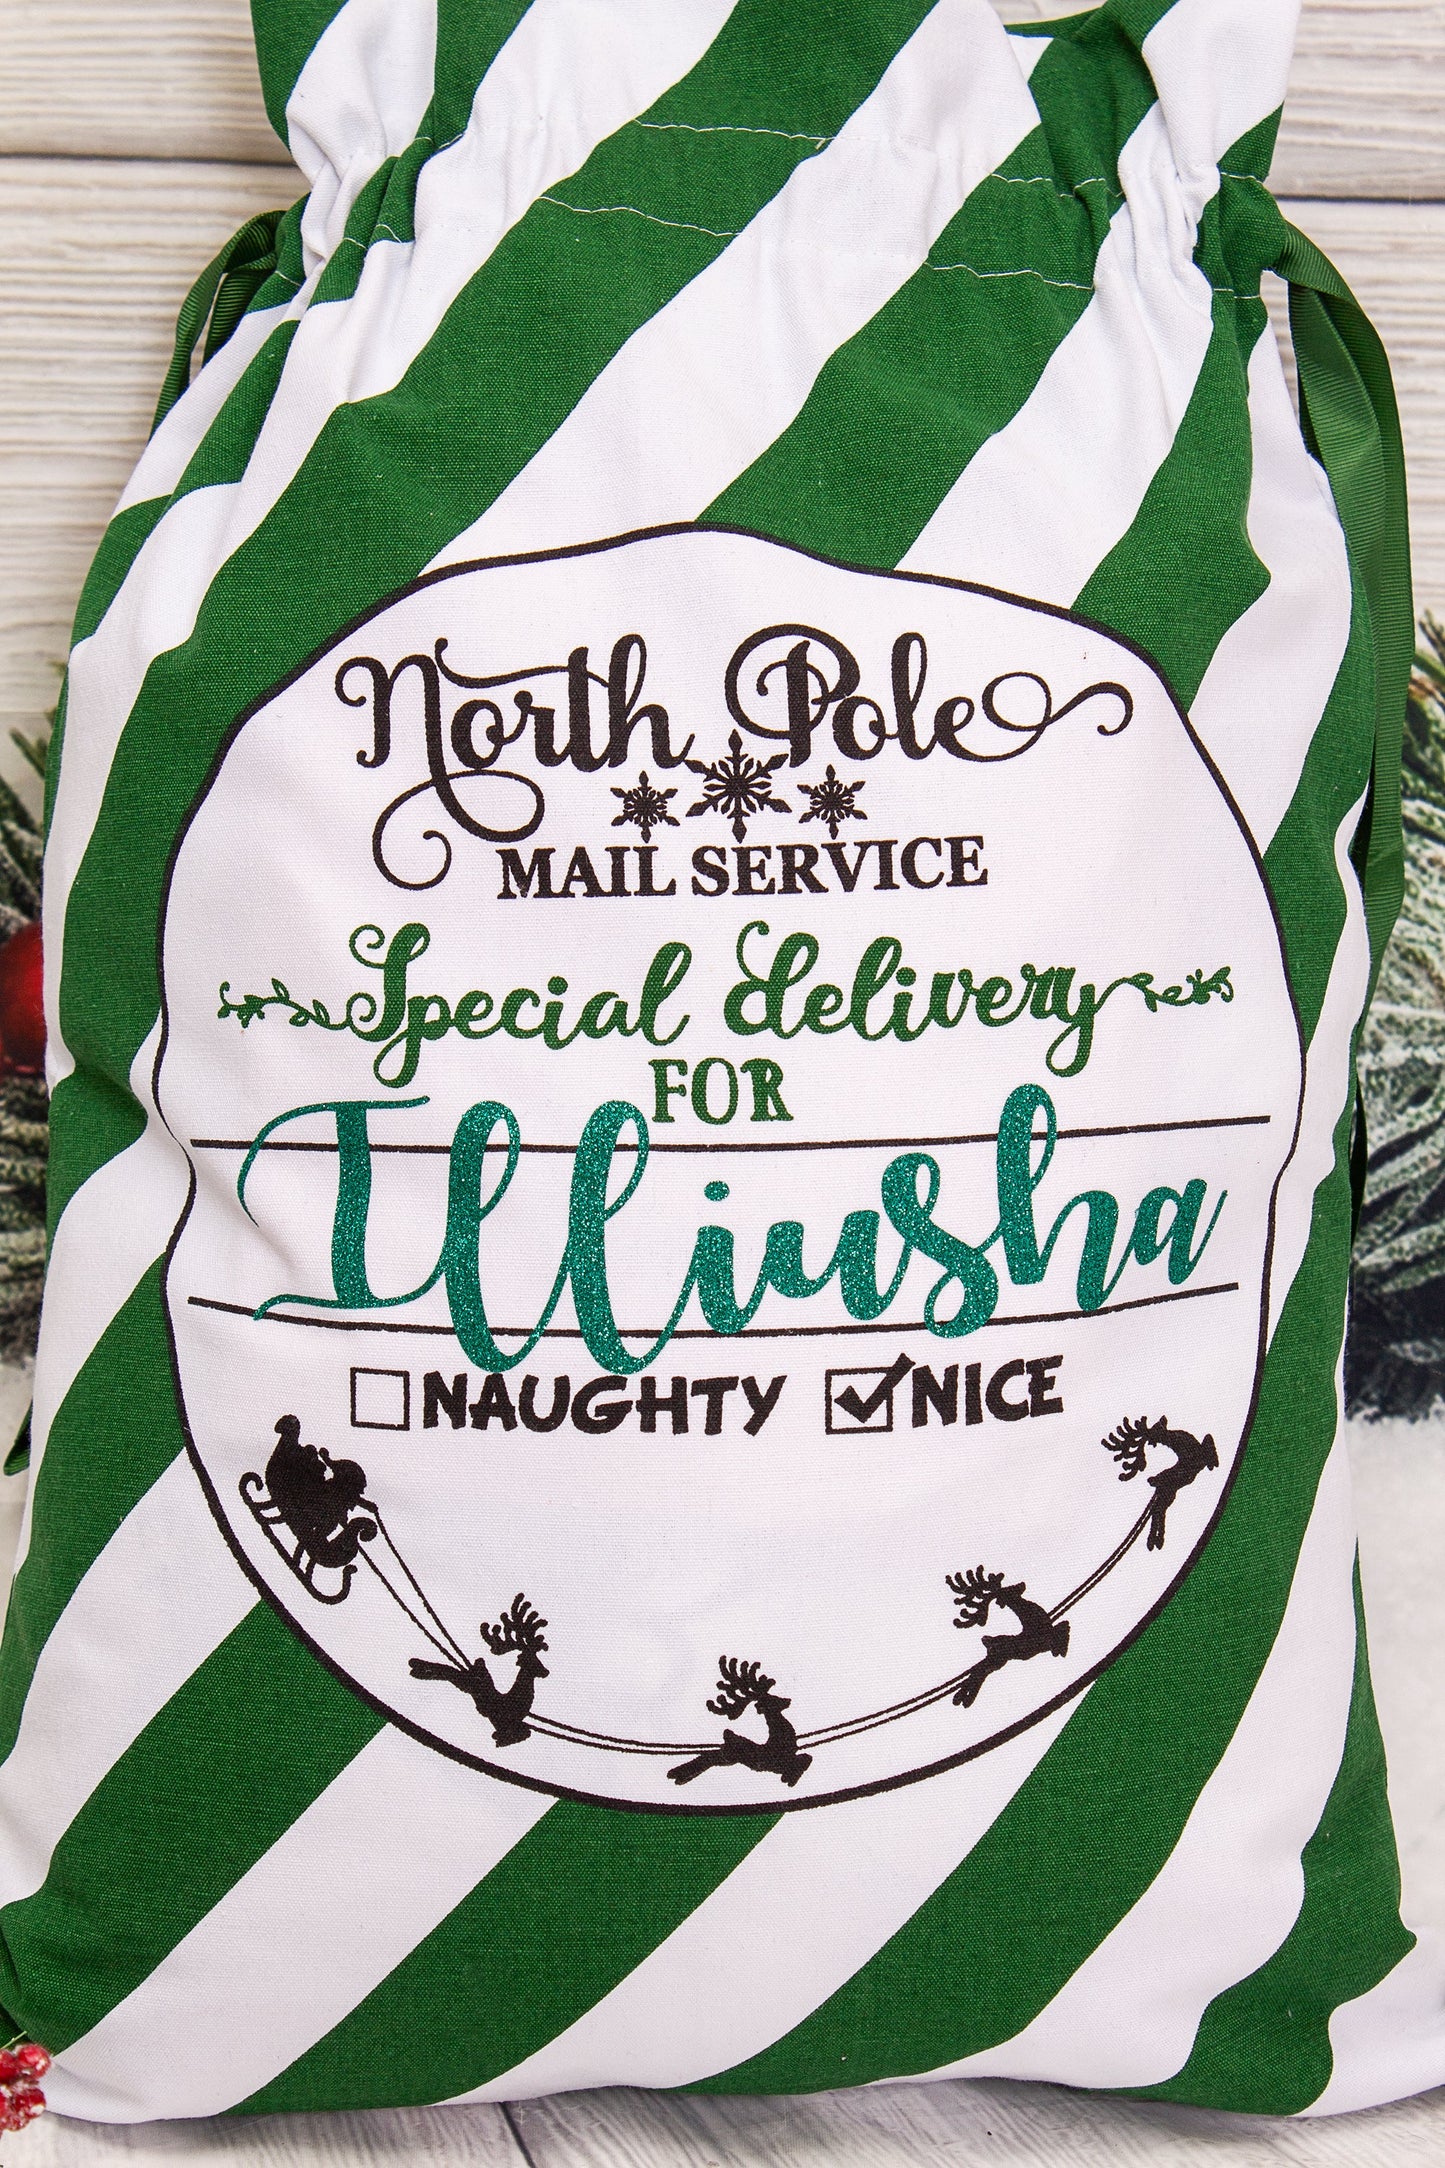 North Pole
MAIL SERVICE
Special delivery
FOR
Illiusha
NAUGHTY NICE